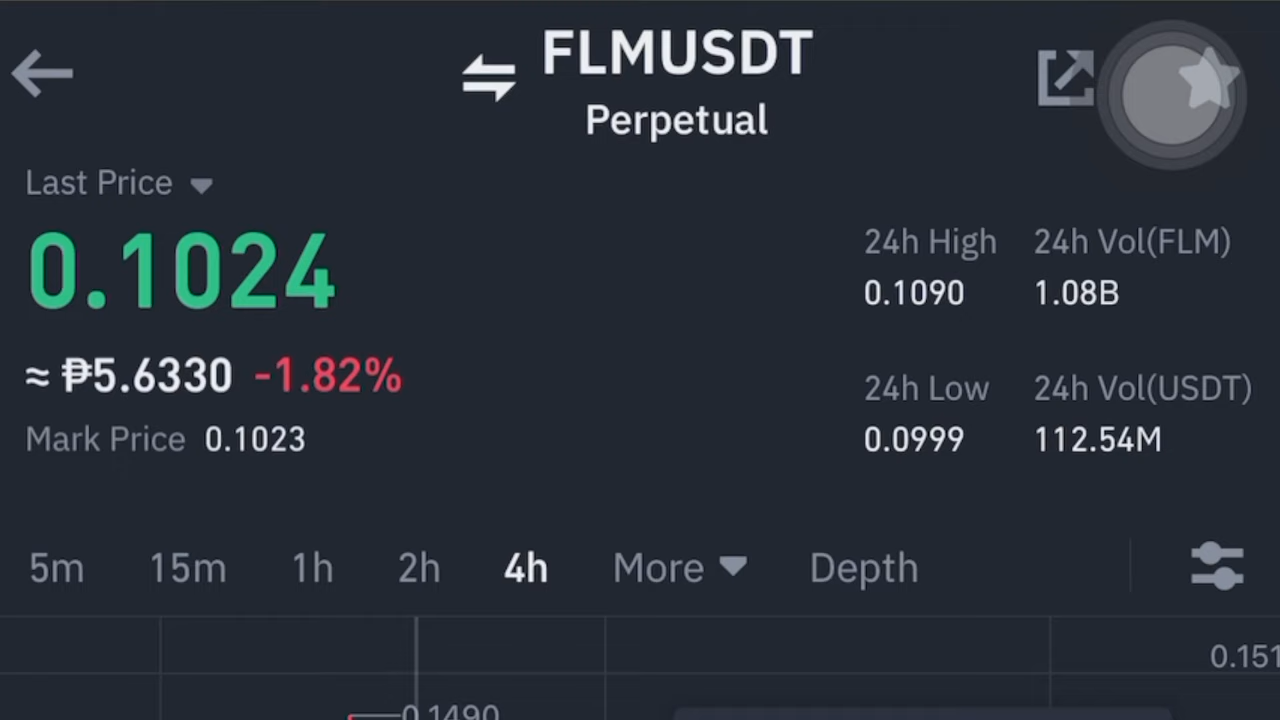 FLMUSDT
Perpetual
Last Price
0.1024
≈ ₱5.6330 -1.82%
Mark Price 0.1023
24h High 24h Vol(FLM)
0.1090 1.08B
24h Low 24h Vol(USDT)
0.0999 112.54M
5m 15m 1h 2h 4h More Depth
0.151
0.1490